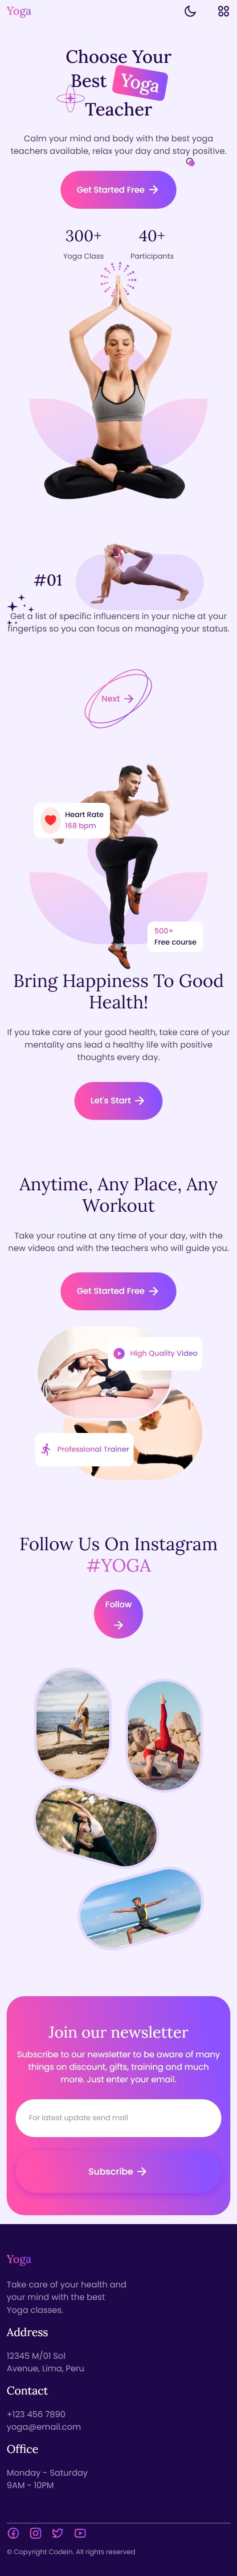 Yoga
Choose Your
Best Yoga
Teacher
Calm your mind and body with the best yoga
teachers available, relax your day and stay positive.
Get Started Free
300+
40+
Yoga Class
Participants
#01
Get a list of specific influencers in your niche at your
fingertips so you can focus on managing your status.
Next
Heart Rate
168 bpm
500+
Free course
Bring Happiness To Good
Health!
If you take care of your good health, take care of your
mentality ans lead a healthy life with positive
thoughts every day.
Let's Start
Anytime, Any Place, Any
Workout
Take your routine at any time of your day, with the
new videos and with the teachers who will guide you.
Get Started Free
High Quality Video
Professional Trainer
Follow Us On Instagram
#YOGA
Follow
Join our newsletter
Subscribe to our newsletter to be aware of many
things on discount, gifts, training and much
more. Just enter your email.
For latest update send mail
Subscribe
Yoga
Take care of your health and
your mind with the best
Yoga classes.
Address
12345 M/01 Sol
Avenue, Lima, Peru
Contact
+123 456 7890
yoga@email.com
Office
Monday - Saturday
9AM - 10PM
© Copyright Codein. All rights reserved